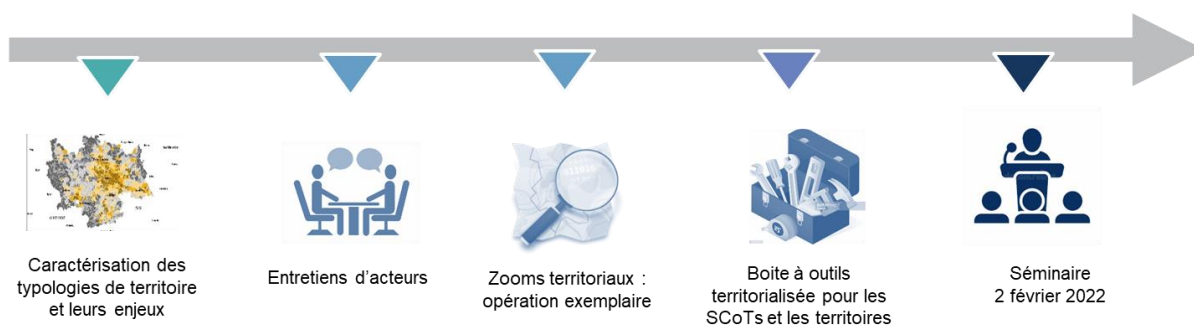 Caractérisation des
typologies de territoire
et leurs enjeux
Entretiens d'acteurs
Zooms territoriaux :
opération exemplaire
Boite à outils
territorialisée pour les
SCoTs et les territoires
Séminaire
2 février 2022